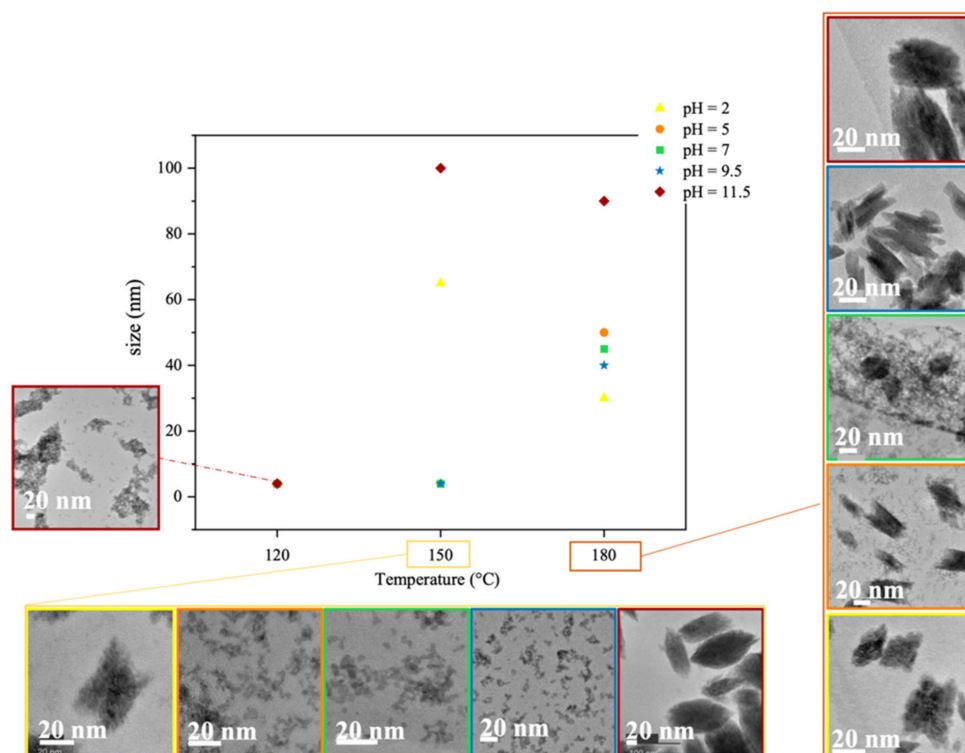 pH = 2
pH = 5
pH = 7
pH = 9.5
pH = 11.5
100
80
60
40
20
0
size (nm)
120
150
180
Temperature (°C)
20 nm
20 nm
20 nm
20 nm
20 nm
20 nm
20 nm
20 nm
20 nm
20 nm
20 nm
20 nm